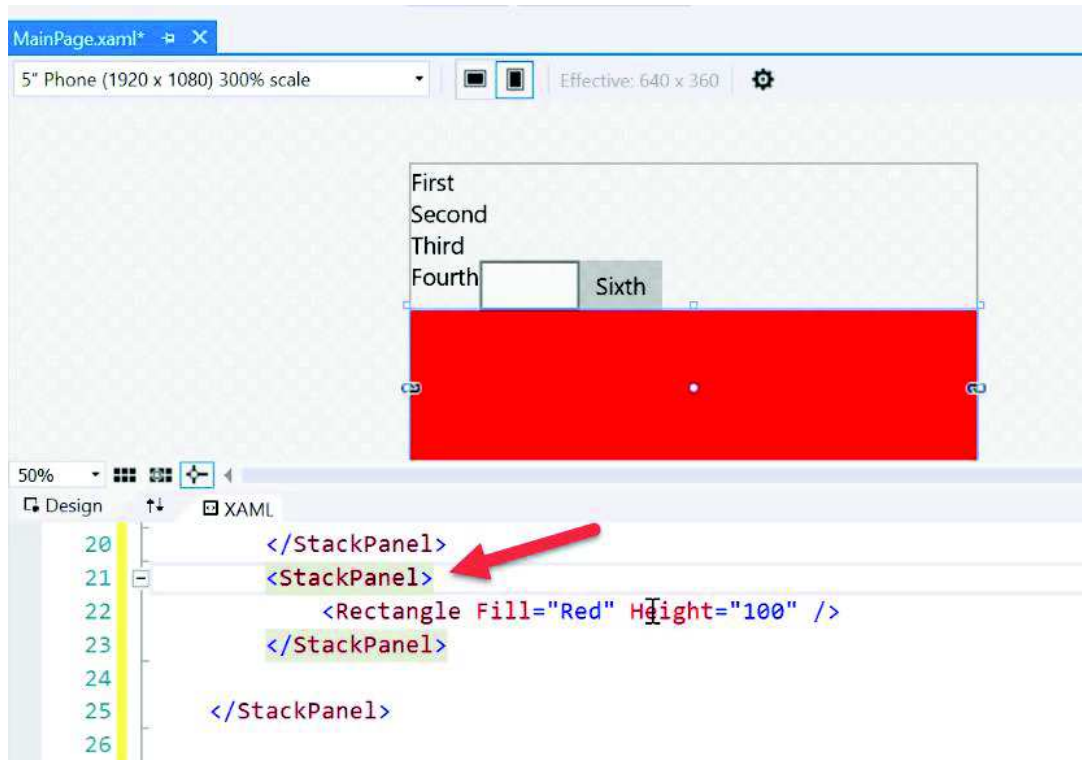 MainPage.xaml*
5" Phone (1920 x 1080) 300% scale Effective: 640 x 360
First
Second
Third
Fourth Sixth
50%
Design XAML
20 </StackPanel>
21 <StackPanel>
22 <Rectangle Fill="Red" Height="100" />
23 </StackPanel>
24
25 </StackPanel>
26